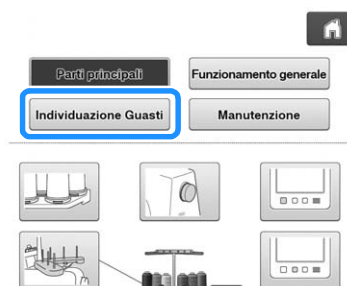 Parti principali
Funzionamento generale
Individuazione Guasti
Manutenzione